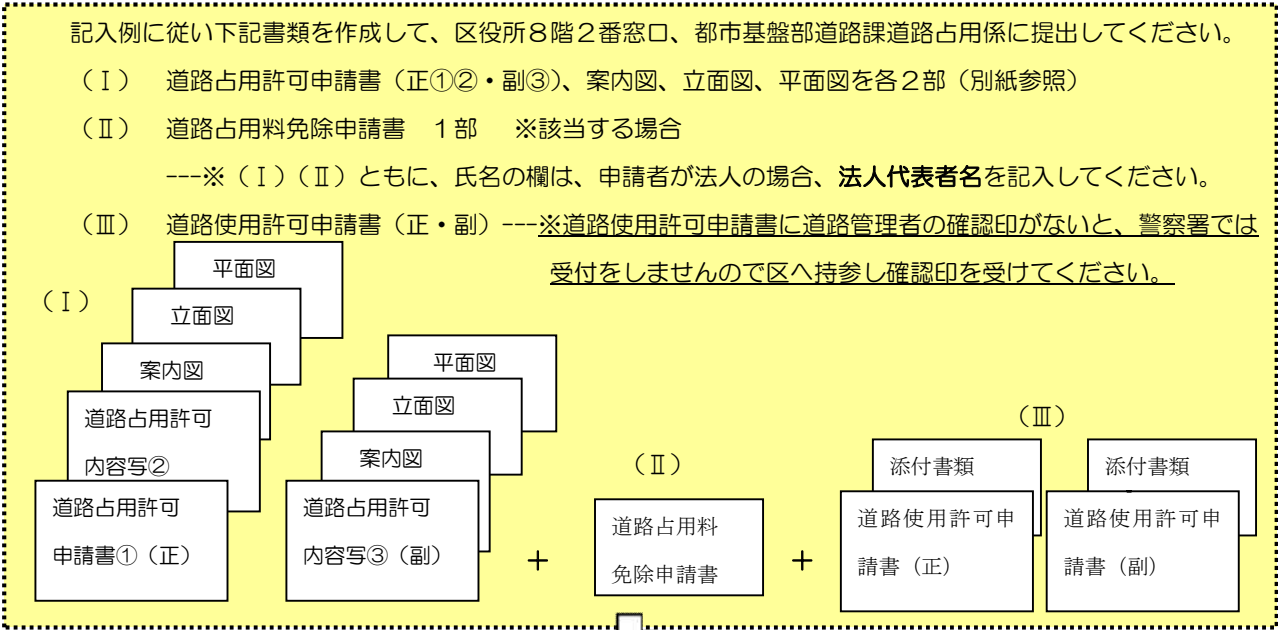 記入例に従い下記書類を作成して、区役所８階２番窓口、都市基盤部道路課道路占用係に提出してください。
（Ⅰ）　道路占用許可申請書（正①②・副③）、案内図、立面図、平面図を各２部（別紙参照）
（Ⅱ）　道路占用料免除申請書　１部　※該当する場合
---※（Ⅰ）（Ⅱ）ともに、氏名の欄は、申請者が法人の場合、法人代表者名を記入してください。
（Ⅲ）　道路使用許可申請書（正・副）---※道路使用許可申請書に道路管理者の確認印がないと、警察署では
受付をしませんので区へ持参し確認印を受けてください。
（Ⅰ）
平面図
立面図
案内図
道路占用許可
内容写②
道路占用許可
申請書①（正）
平面図
立面図
案内図
道路占用許可
内容写③（副）
＋
（Ⅱ）
道路占用料
免除申請書
＋
（Ⅲ）
添付書類
道路使用許可申
請書（正）
添付書類
道路使用許可申
請書（副）